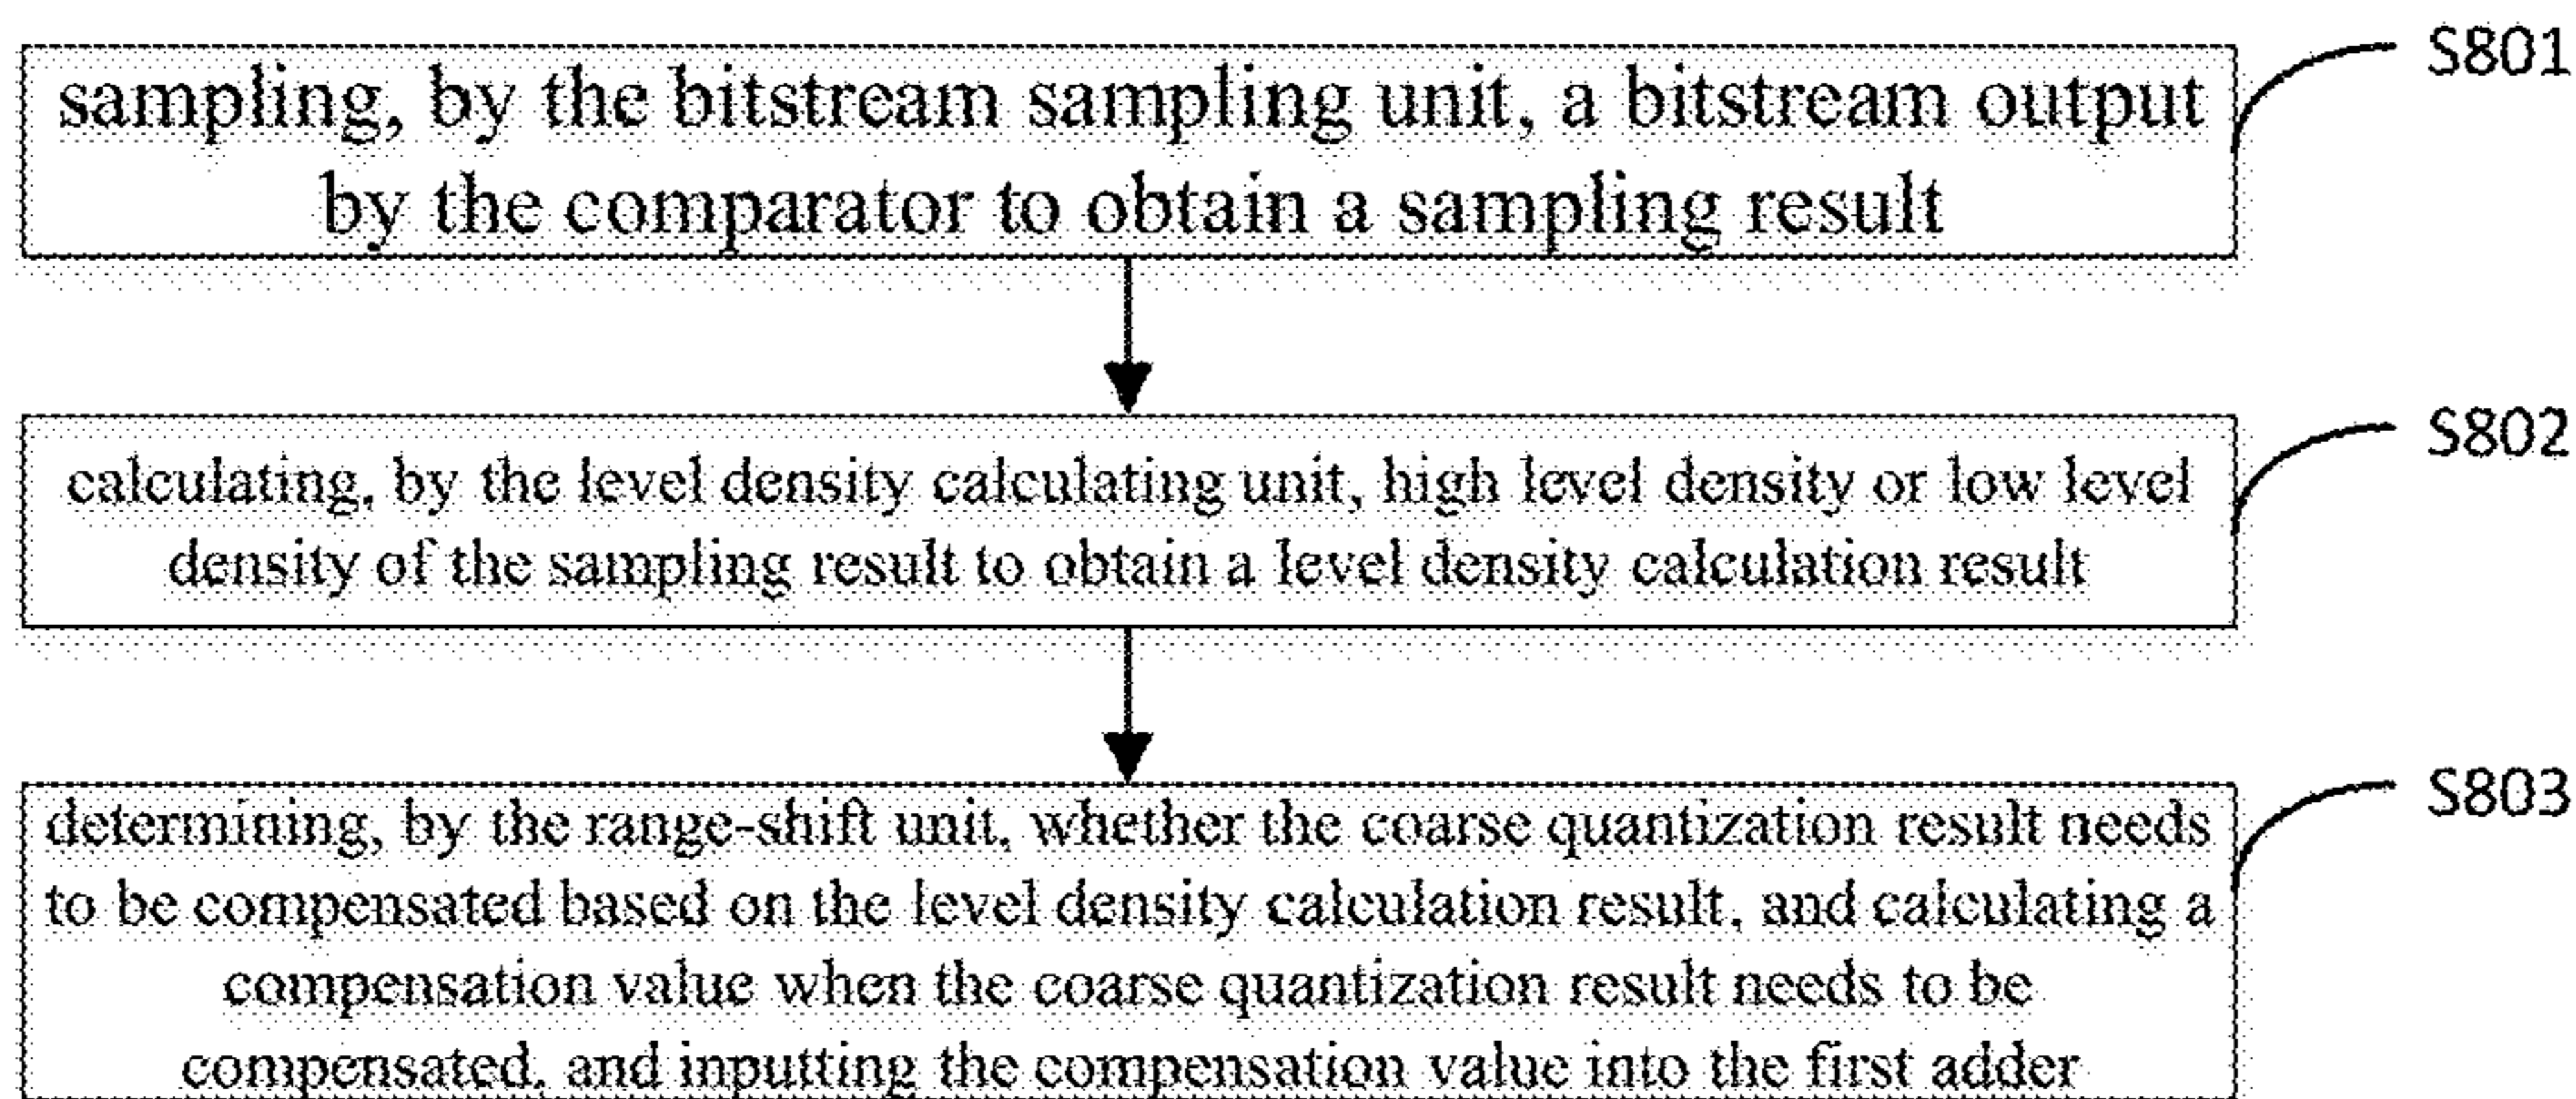 sampling, by the bitstream sampling unit, a bitstream output
by the comparator to obtain a sampling result
S801
calculating, by the level density calculating unit, high level density or low level
density of the sampling result to obtain a level density calculation result
S802
determining, by the range-shift unit, whether the coarse quantization result needs
to be compensated based on the level density calculation result, and calculating a
compensation value when the coarse quantization result needs to be
compensated, and inputting the compensation value into the first adder
S803